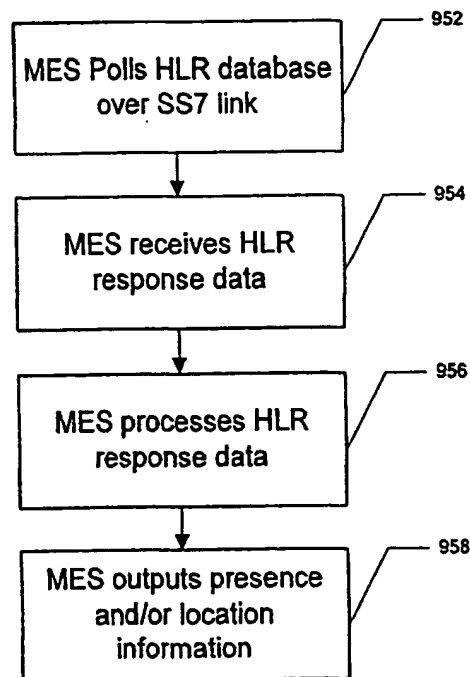 952
MES Polls HLR database
over SS7 link
954
MES receives HLR
response data
956
MES processes HLR
response data
958
MES outputs presence
and/or location
information